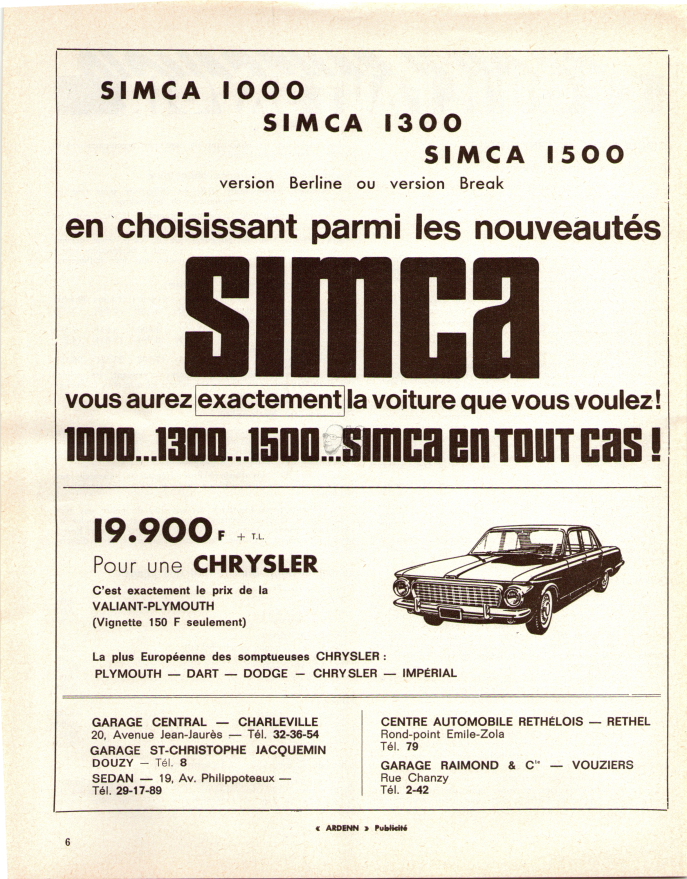 SIMCA 1000
SIMCA 1300
SIMCA 1500
version Berline ou version Break
en choisissant parmi les nouveautés
simca
vous aurez exactement la voiture que vous voulez!
1000...1300...1500...simca en TOUT cas !
19.900 F + T.L.
Pour une CHRYSLER
C'est exactement le prix de la
VALIANT-PLYMOUTH
(Vignette 150 F seulement)
La plus Européenne des somptueuses CHRYSLER :
PLYMOUTH — DART — DODGE — CHRYSLER — IMPÉRIAL
GARAGE CENTRAL — CHARLEVILLE
20, Avenue Jean-Jaurès — Tél. 32-36-54
GARAGE ST-CHRISTOPHE JACQUEMIN
DOUZY — Tél. 8
SEDAN — 19, Av. Philippoteaux —
Tél. 29-17-89
CENTRE AUTOMOBILE RETHÉLOIS — RETHEL
Rond-point Emile-Zola
Tél. 79
GARAGE RAIMOND & Cie — VOUZIERS
Rue Chanzy
Tél. 2-42
« ARDENN » Publicité
6